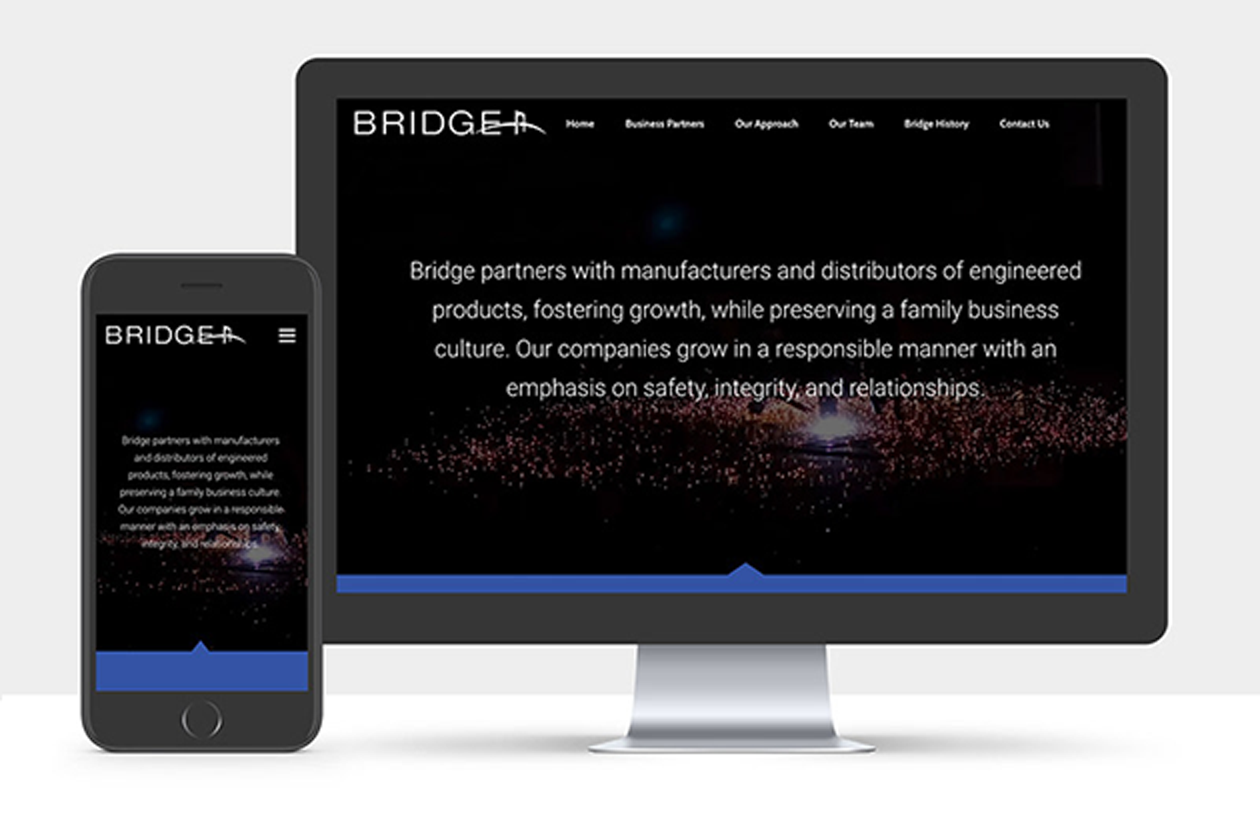 BRIDGE
Home Business Partners Our Approach Our Team Bridge History Contact Us
Bridge partners with manufacturers and distributors of engineered
products, fostering growth, while preserving a family business
culture. Our companies grow in a responsible manner with an
emphasis on safety, integrity, and relationships.
BRIDGE
Bridge partners with manufacturers
and distributors of engineered
products, fostering growth, while
preserving a family business culture.
Our companies grow in a responsible
manner with an emphasis on safety,
integrity, and relationships.